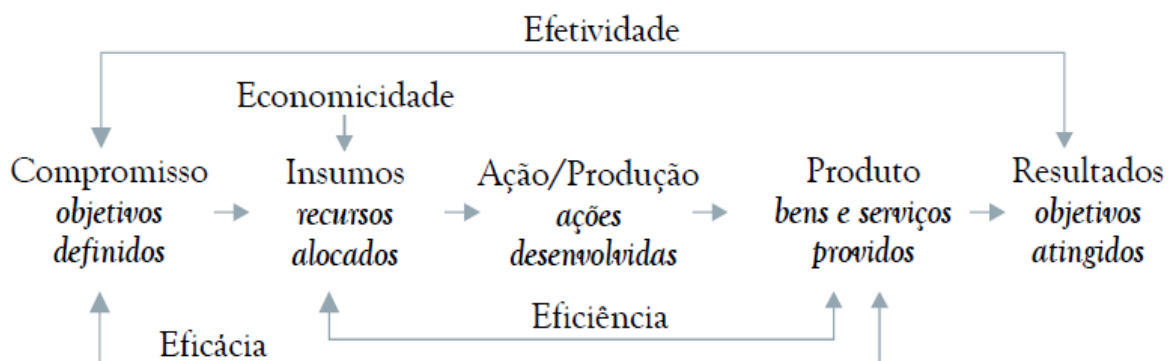 Efetividade
Economicidade
Compromisso
objetivos
definidos
Insumos
recursos
alocados
Ação/Produção
ações
desenvolvidas
Produto
bens e serviços
providos
Resultados
objetivos
atingidos
Eficiência
Eficácia